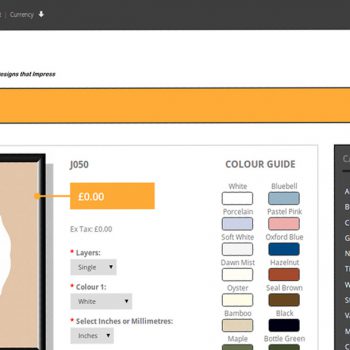 | Currency
esigns that Impress
J050
£0.00
Ex Tax: £0.00
* Layers:
Single
* Colour 1:
White
* Select Inches or Millimetres:
Inches
COLOUR GUIDE
White Bluebell
Porcelain Pastel Pink
Soft White Oxford Blue
Dawn Mist Hazelnut
Oyster Seal Brown
Bamboo Black
Maple Bottle Green